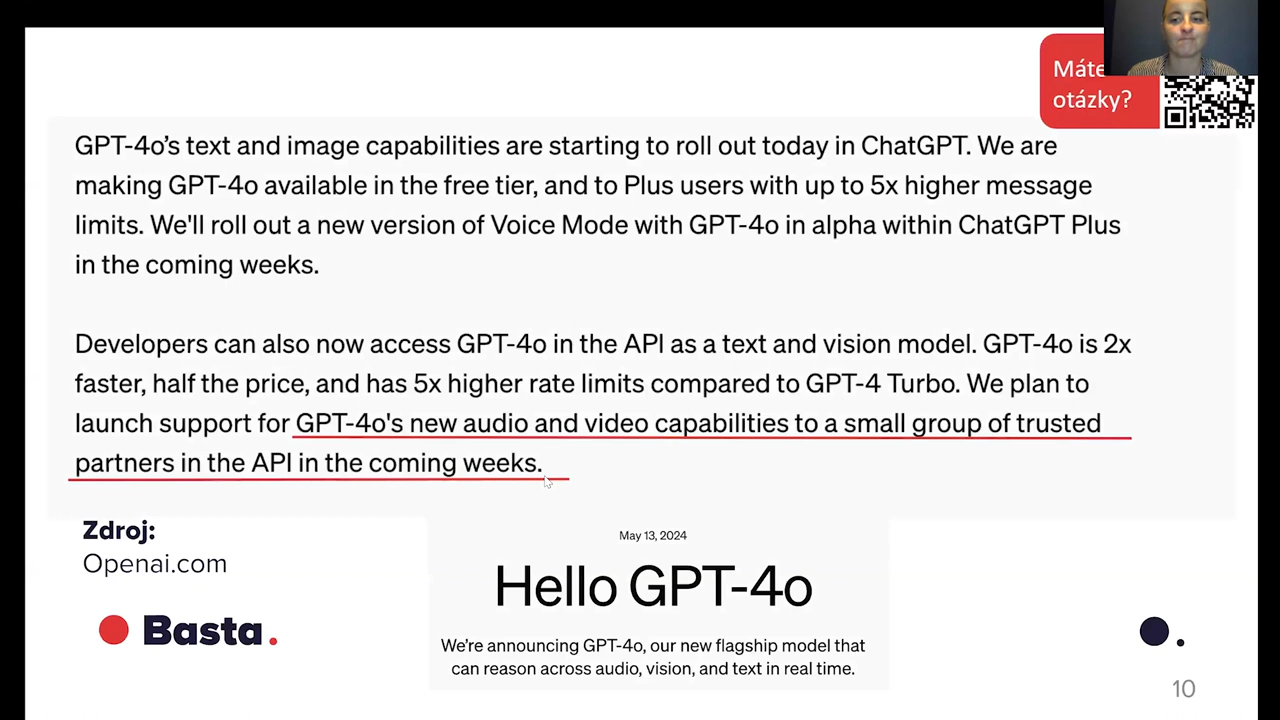 Máte
otázky?
GPT-4o’s text and image capabilities are starting to roll out today in ChatGPT. We are
making GPT-4o available in the free tier, and to Plus users with up to 5x higher message
limits. We'll roll out a new version of Voice Mode with GPT-4o in alpha within ChatGPT Plus
in the coming weeks.
Developers can also now access GPT-4o in the API as a text and vision model. GPT-4o is 2x
faster, half the price, and has 5x higher rate limits compared to GPT-4 Turbo. We plan to
launch support for GPT-4o's new audio and video capabilities to a small group of trusted
partners in the API in the coming weeks.
Zdroj:
Openai.com
May 13, 2024
Hello GPT-4o
We’re announcing GPT-4o, our new flagship model that
can reason across audio, vision, and text in real time.
Basta.
10